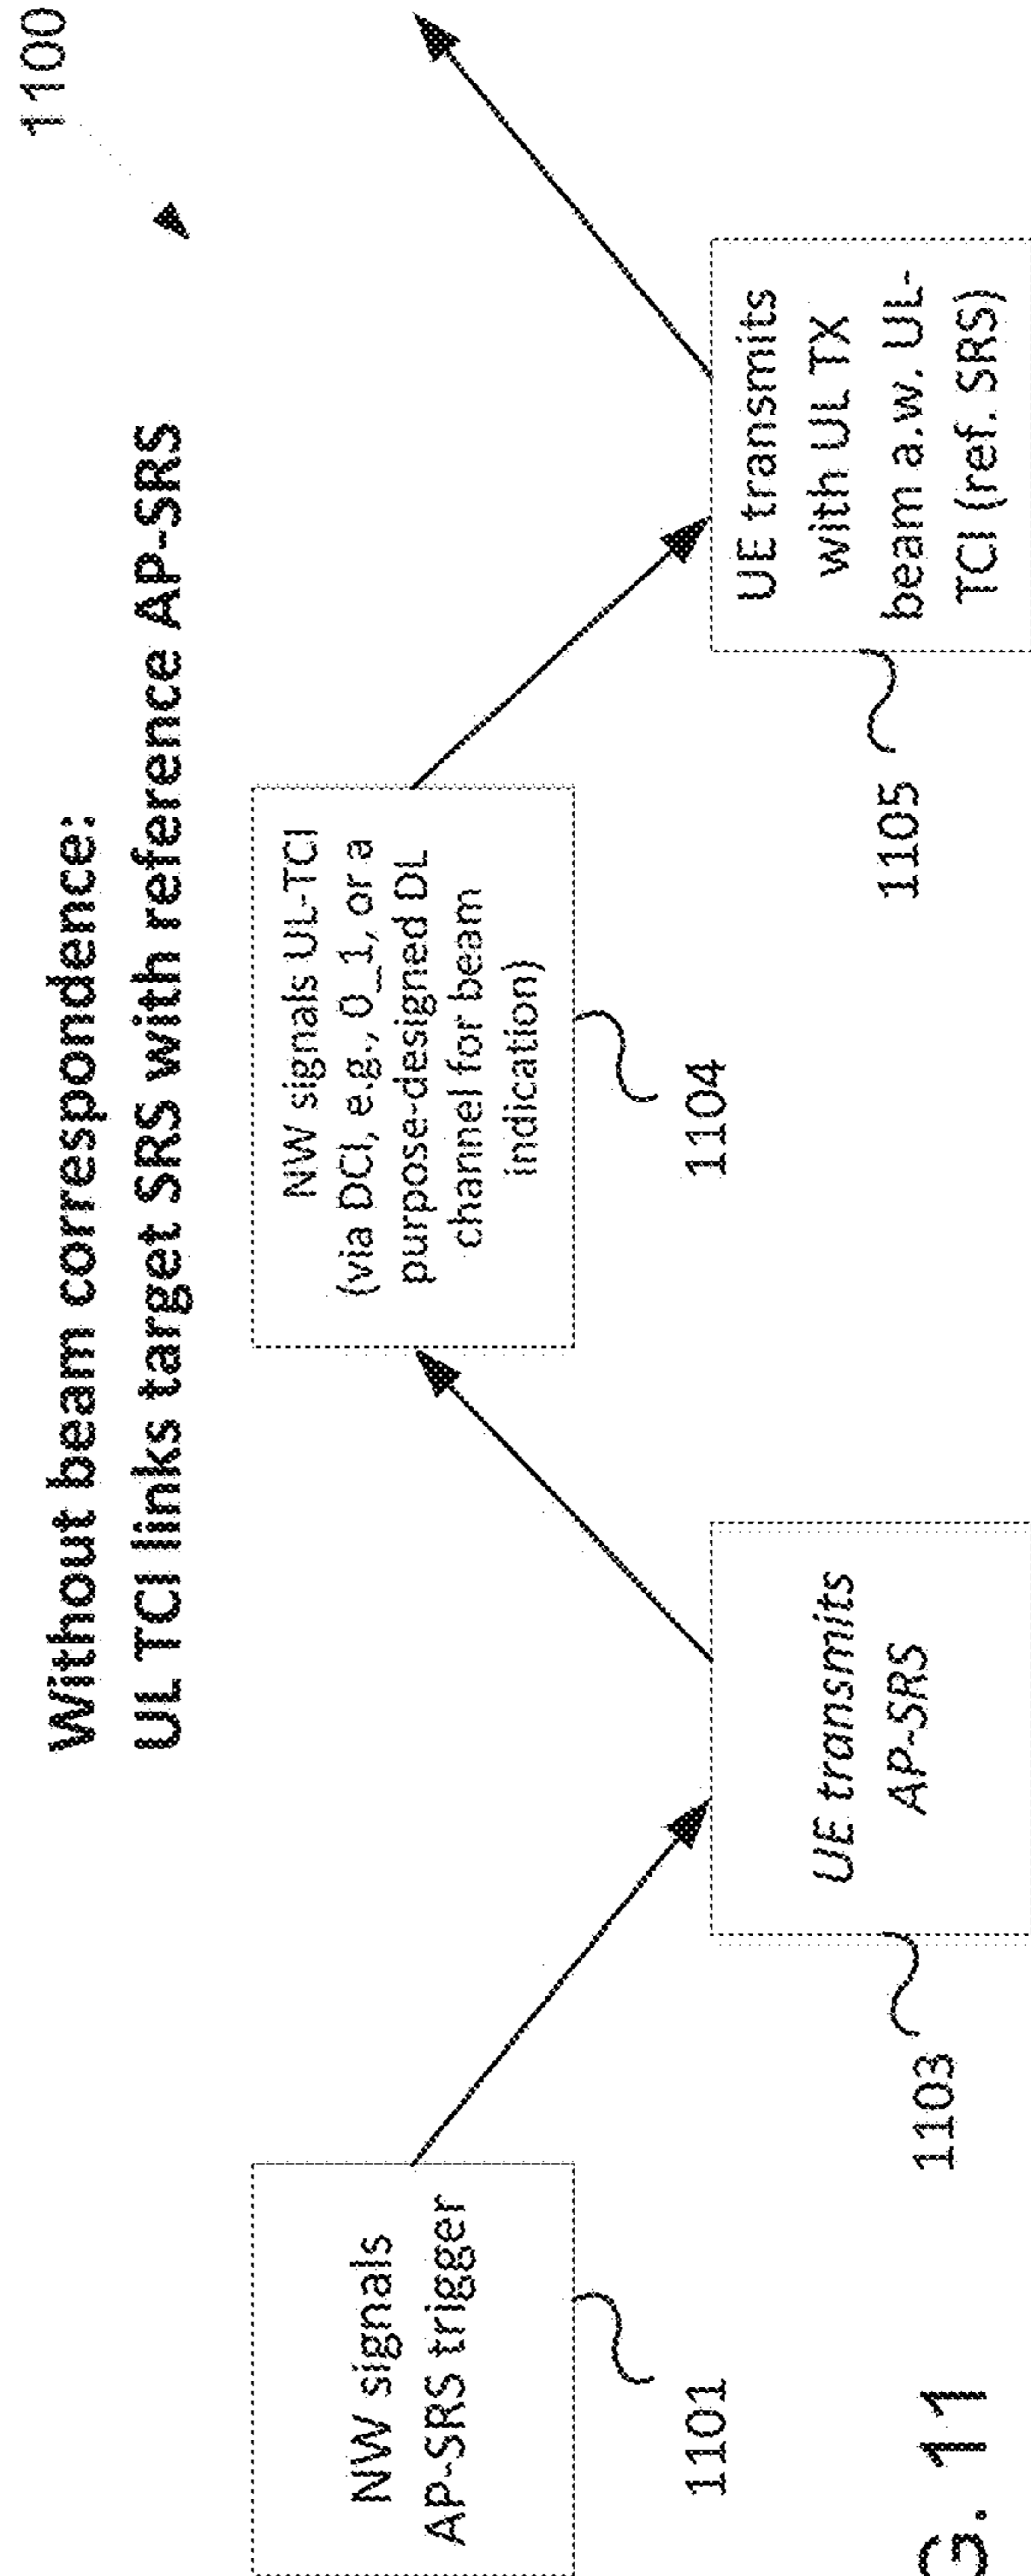 1100
Without beam correspondence:
UL TCI links target SRS with reference AP-SRS
NW signals
AP-SRS trigger
1101
UE transmits
AP-SRS
1103
NW signals UL-TCI
(via DCI, e.g., 0_1, or a
purpose-designed DL
channel for beam
indication)
1104
UE transmits
with UL TX
beam a.w. UL-
TCI (ref. SRS)
1105
G. 11